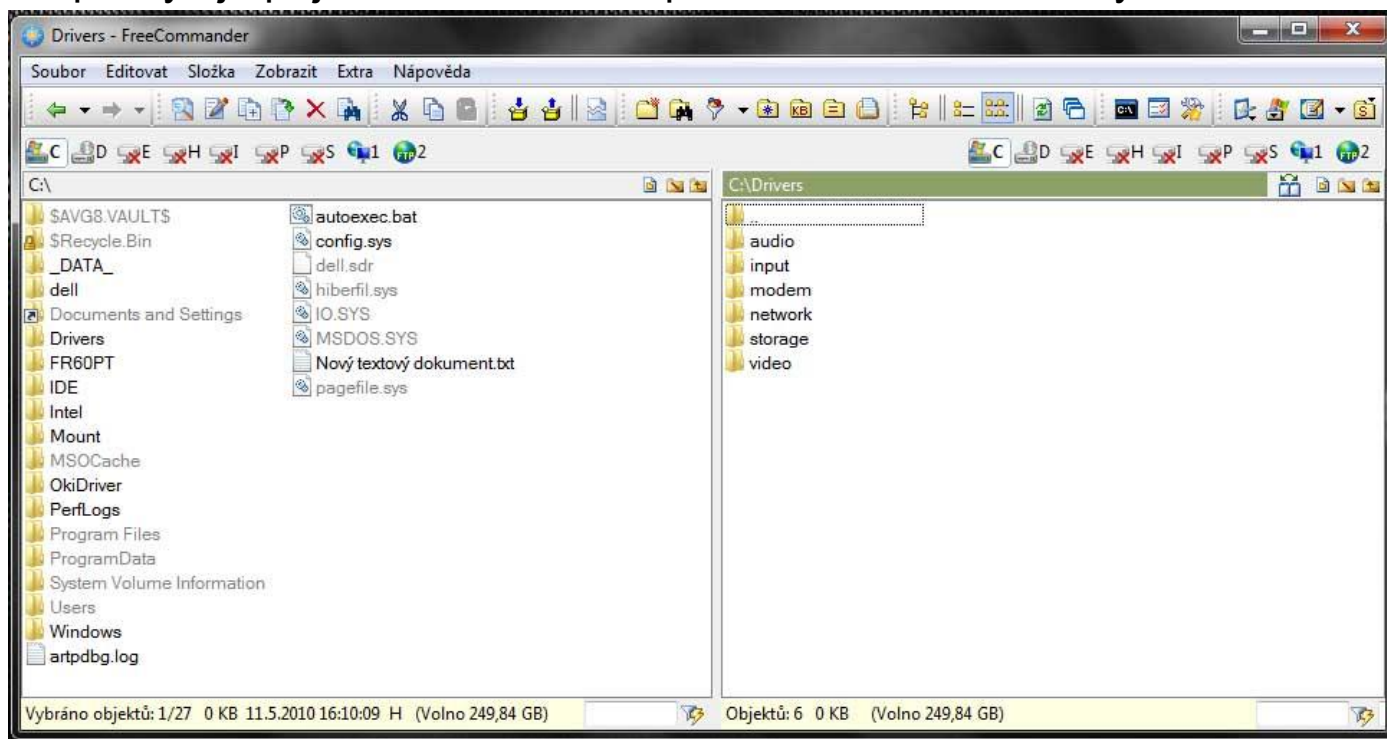 Drivers - FreeCommander
Soubor Editovat Složka Zobrazit Extra Nápověda
C D E H I P S 1 2
C D E H I P S 1 2
C:\
$AVG8.VAULT$
$Recycle.Bin
_DATA_
dell
Documents and Settings
Drivers
FR60PT
IDE
Intel
Mount
MSOCache
OkiDriver
PerfLogs
Program Files
ProgramData
System Volume Information
Users
Windows
artpdbg.log
autoexec.bat
config.sys
dell.sdr
hiberfil.sys
IO.SYS
MSDOS.SYS
Nový textový dokument.txt
pagefile.sys
Vybráno objektů: 1/27 0 KB 11.5.2010 16:10:09 H (Volno 249,84 GB)
C:\Drivers
..
audio
input
modem
network
storage
video
Objektů: 6 0 KB (Volno 249,84 GB)